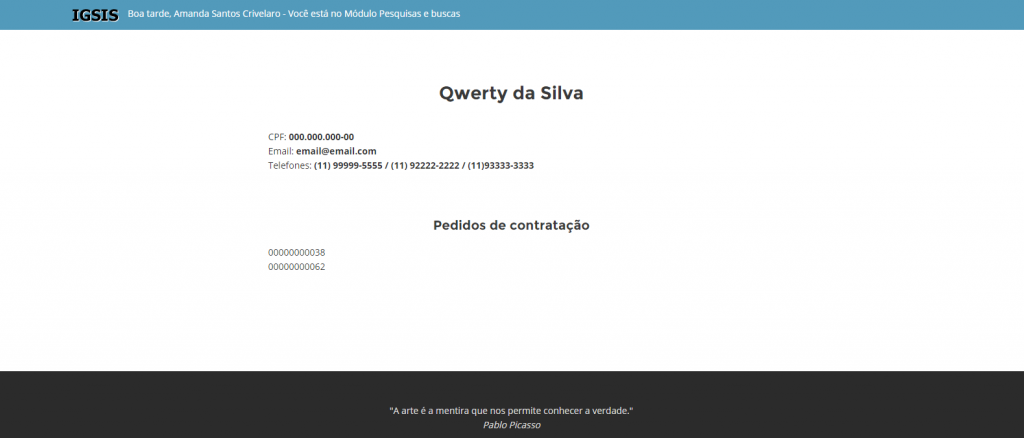 IGSIS Boa tarde, Amanda Santos Crivelaro - Você está no Módulo Pesquisas e buscas
Qwerty da Silva
CPF: 000.000.000-00
Email: email@email.com
Telefones: (11) 99999-5555 / (11) 92222-2222 / (11)93333-3333
Pedidos de contratação
00000000038
00000000062
"A arte é a mentira que nos permite conhecer a verdade."
Pablo Picasso